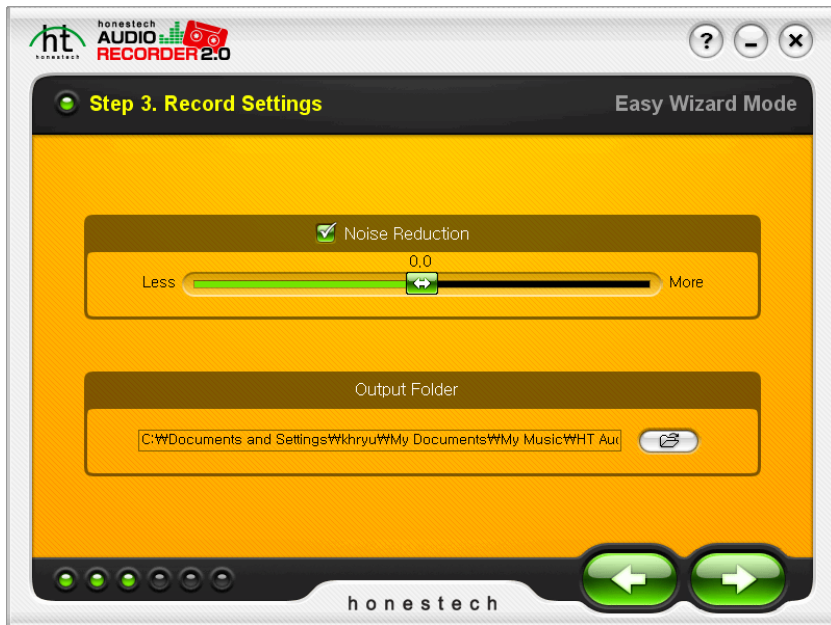 ht
honestech
honestech
AUDIO
RECORDER 2.0
?
Step 3. Record Settings
Easy Wizard Mode
Noise Reduction
0,0
Less
More
Output Folder
C:₩Documents and Settings₩khryu₩My Documents₩My Music₩HT Au
honestech